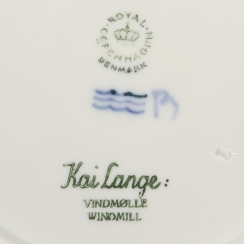 ROYAL COPENHAGEN
DENMARK
Kai Lange:
VINDMØLLE
WINDMILL